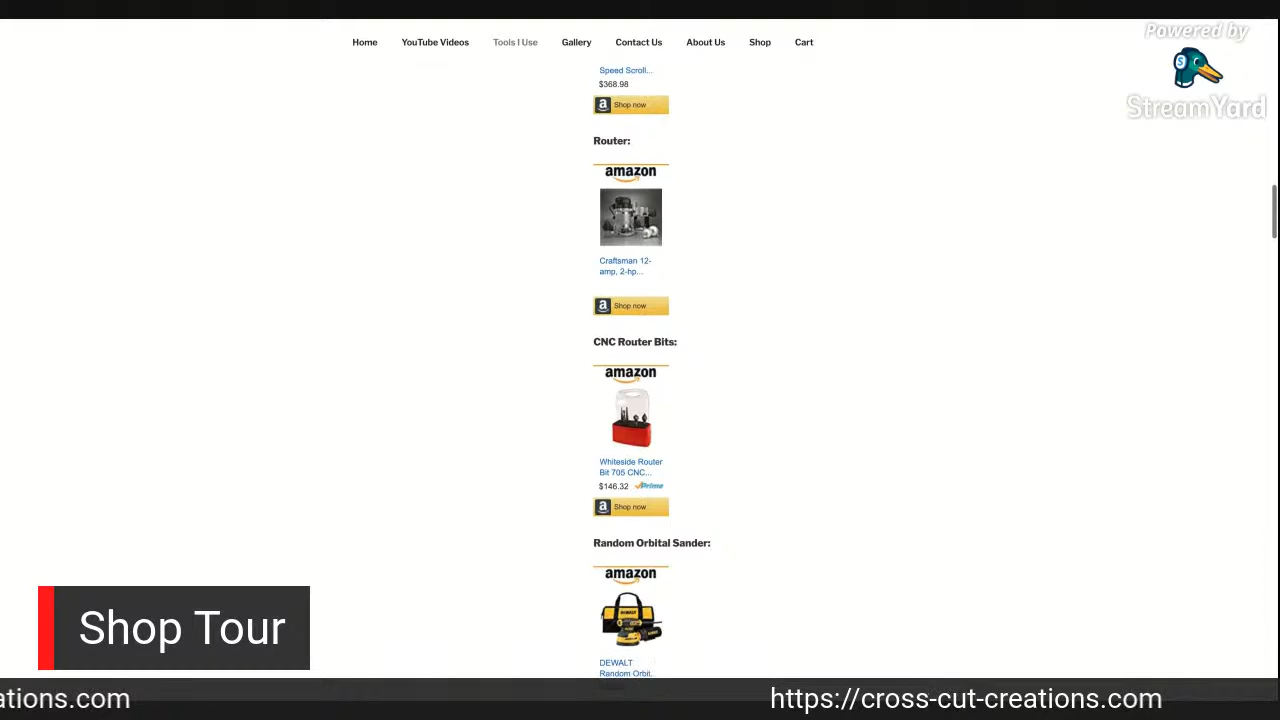 Powered by
StreamYard
Home YouTube Videos Tools I Use Gallery Contact Us About Us Shop Cart
Speed Scroll...
$368.98
a Shop now
Router:
amazon
Craftsman 12-
amp, 2-hp...
a Shop now
CNC Router Bits:
amazon
Whiteside Router
Bit 705 CNC...
$146.32 Prime
a Shop now
Random Orbital Sander:
amazon
DEWALT
Random Orbit...
Shop Tour
ations.com https://cross-cut-creations.com